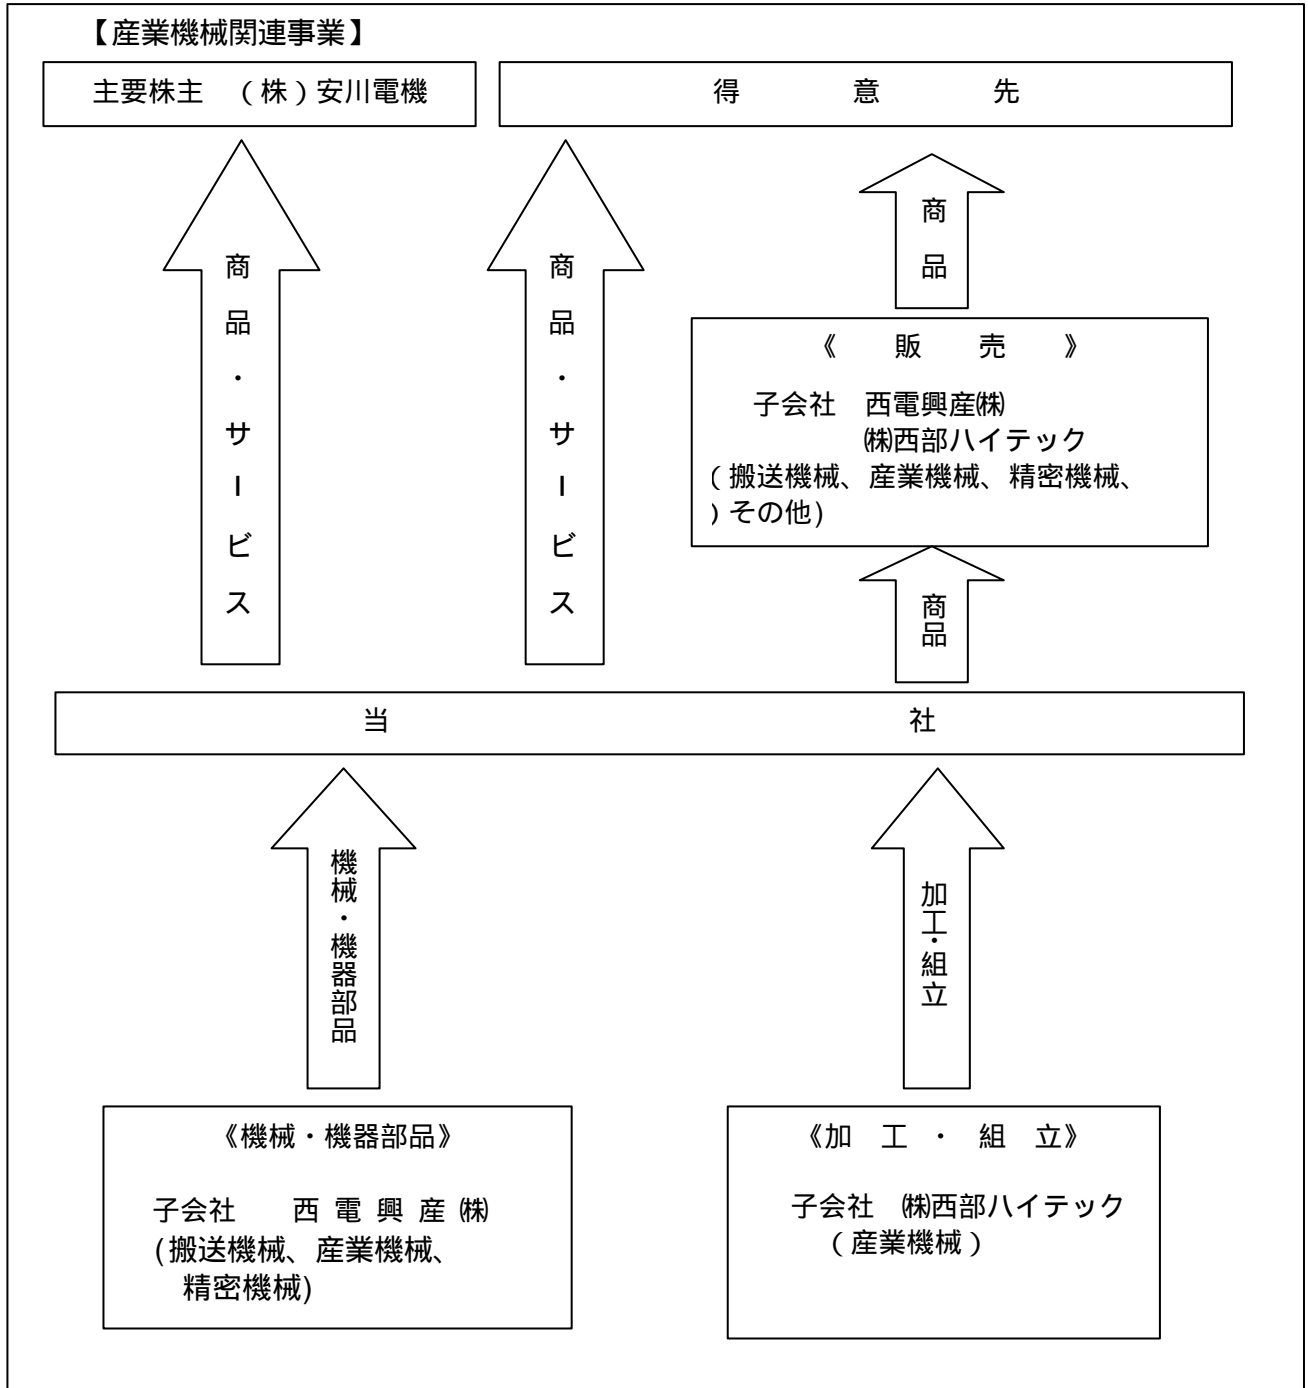 【産業機械関連事業】
主要株主　（株）安川電機
得　意　先
商品・サービス
商品・サービス
商品
《　販　売　》
子会社　西電興産㈱
㈱西部ハイテック
（搬送機械、産業機械、精密機械、
）その他)
商品
当　社
機械・機器部品
加工・組立
《機械・機器部品》
子会社　西 電 興 産 ㈱
(搬送機械、産業機械、
精密機械)
《加　工　・　組　立》
子会社　㈱西部ハイテック
（産業機械）